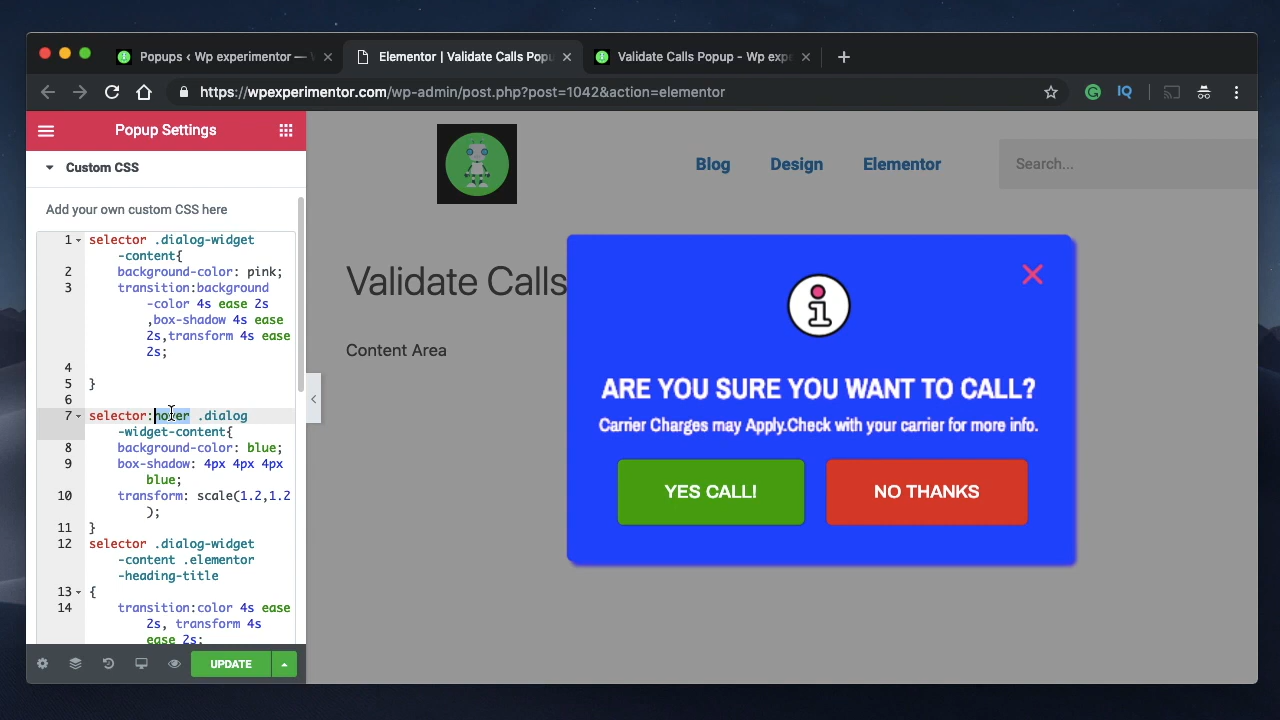 Popups ‹ Wp experimentor —
Elementor | Validate Calls Popu
Validate Calls Popup - Wp expe
https://wpexperimentor.com/wp-admin/post.php?post=1042&action=elementor
IQ
Popup Settings
Custom CSS
Add your own custom CSS here
1 selector .dialog-widget
-content{
2 background-color: pink;
3 transition:background
-color 4s ease 2s
,box-shadow 4s ease
2s,transform 4s ease
2s;
4
5 }
6
7 selector:hover .dialog
-widget-content{
8 background-color: blue;
9 box-shadow: 4px 4px 4px
blue;
10 transform: scale(1.2,1.2
);
11 }
12 selector .dialog-widget
-content .elementor
-heading-title
13 {
14 transition:color 4s ease
2s, transform 4s
ease 2s;
UPDATE
Blog Design Elementor Search...
Validate Calls
Content Area
ARE YOU SURE YOU WANT TO CALL?
Carrier Charges may Apply.Check with your carrier for more info.
YES CALL! NO THANKS